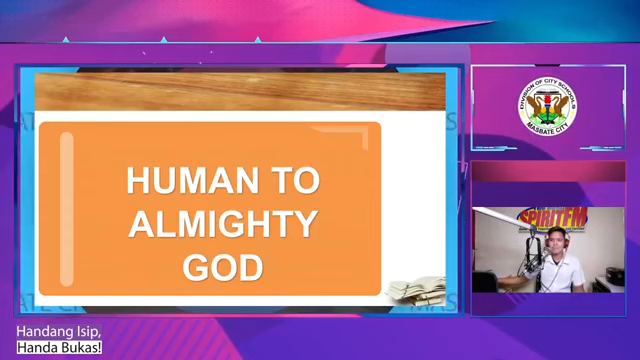 DIVISION OF CITY SCHOOLS
MASBATE CITY
HUMAN TO
ALMIGHTY
GOD
SPIRIT FM
Handang Isip,
Handa Bukas!